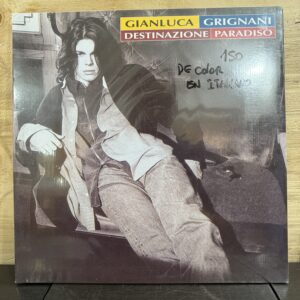 GIANLUCA GRIGNANI
DESTINAZIONE PARADISO
150
DE COLOR
EN ITALIANO